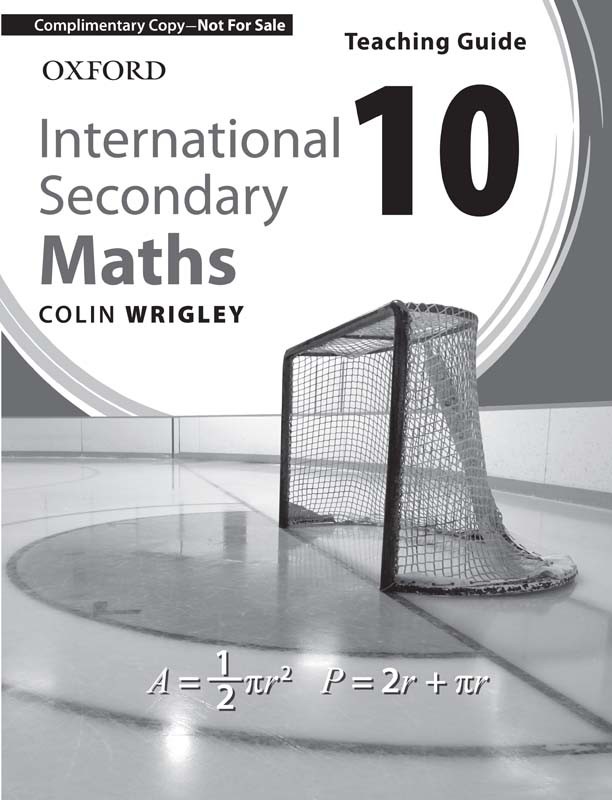 Complimentary Copy—Not For Sale
Teaching Guide
OXFORD
10
International
Secondary
Maths
COLIN WRIGLEY
A = 1/2 πr² P = 2r + πr